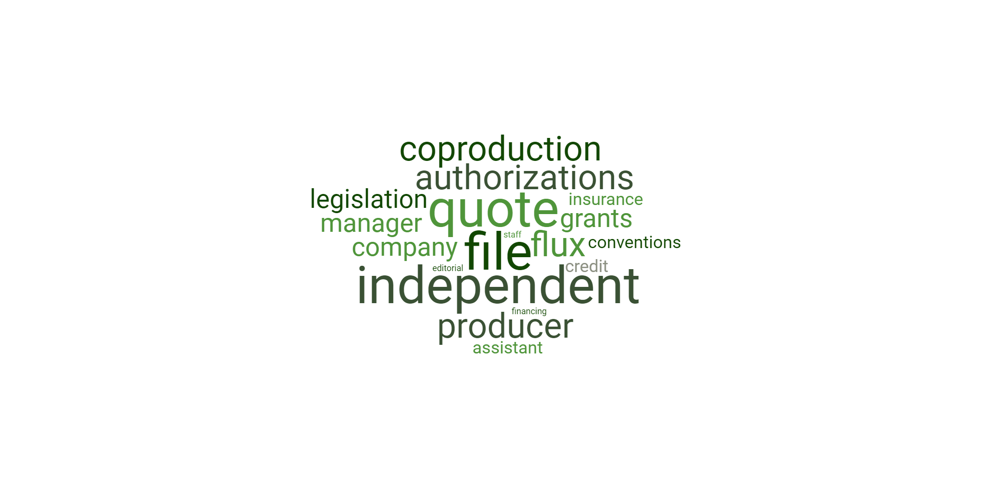 coproduction
authorizations
legislation quote insurance
manager grants
company file staff flux conventions
editorial credit
independent
financing
producer
assistant